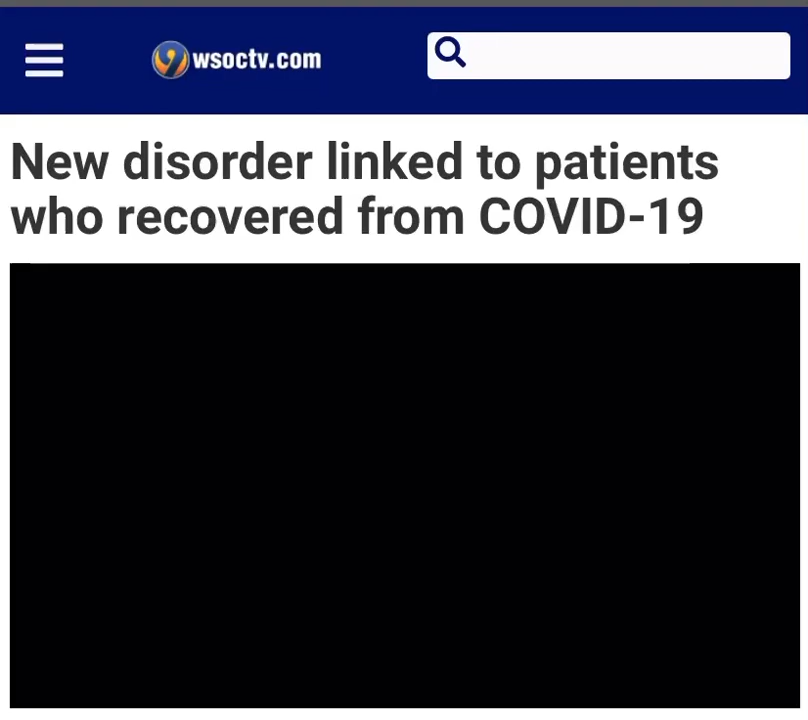 wsoctv.com
New disorder linked to patients
who recovered from COVID-19